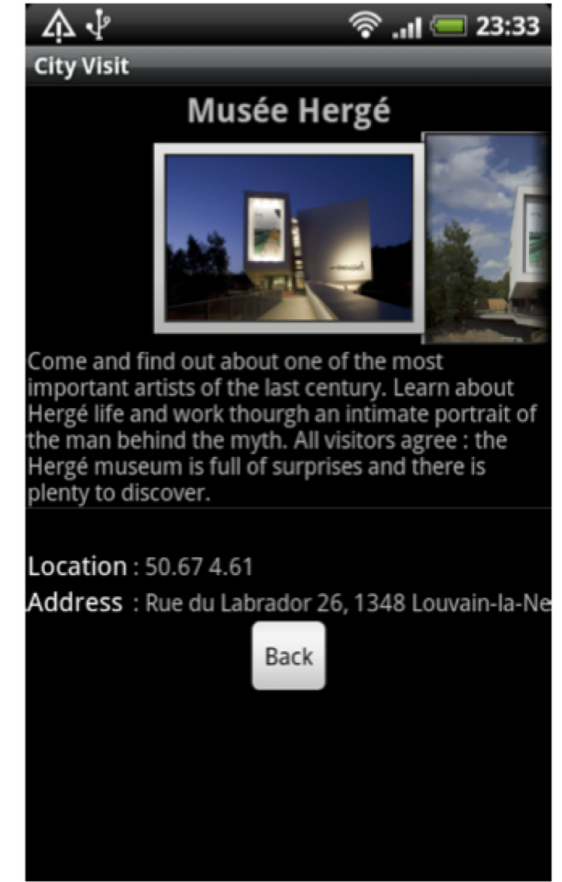 23:33
City Visit
Musée Hergé
Come and find out about one of the most
important artists of the last century. Learn about
Hergé life and work thourgh an intimate portrait of
the man behind the myth. All visitors agree : the
Hergé museum is full of surprises and there is
plenty to discover.
Location : 50.67 4.61
Address : Rue du Labrador 26, 1348 Louvain-la-Ne
Back